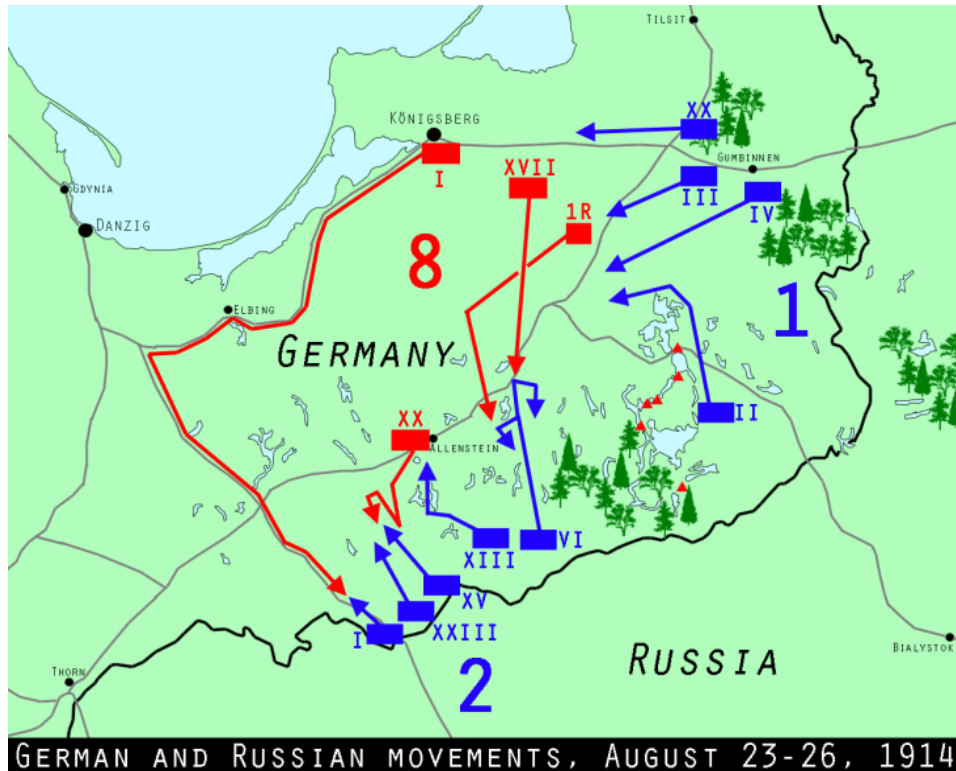 TILSIT
KÖNIGSBERG
XX
GUMBINNEN
I
XVII
III
IV
GDYNIA
DANZIG
1R
8
1
ELBING
GERMANY
XX
ALLENSTEIN
II
XIII
VI
XV
XXIII
I
BIALYSTOK
THORN
2
RUSSIA
GERMAN AND RUSSIAN MOVEMENTS, AUGUST 23-26, 1914